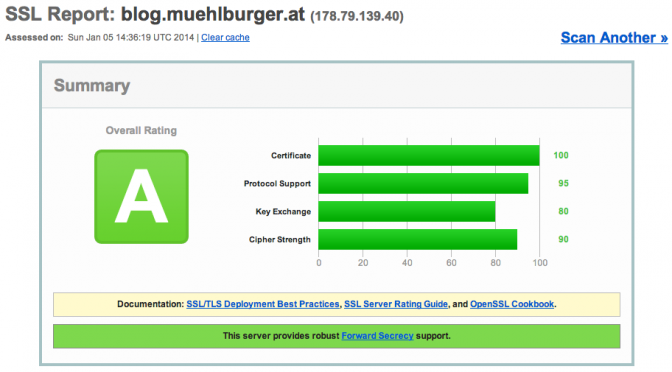 SSL Report: blog.muehlburger.at (178.79.139.40)
Assessed on: Sun Jan 05 14:36:19 UTC 2014 | Clear cache
Scan Another »
Summary
Overall Rating
A
Certificate 100
Protocol Support 95
Key Exchange 80
Cipher Strength 90
0 20 40 60 80 100
Documentation: SSL/TLS Deployment Best Practices, SSL Server Rating Guide, and OpenSSL Cookbook.
This server provides robust Forward Secrecy support.